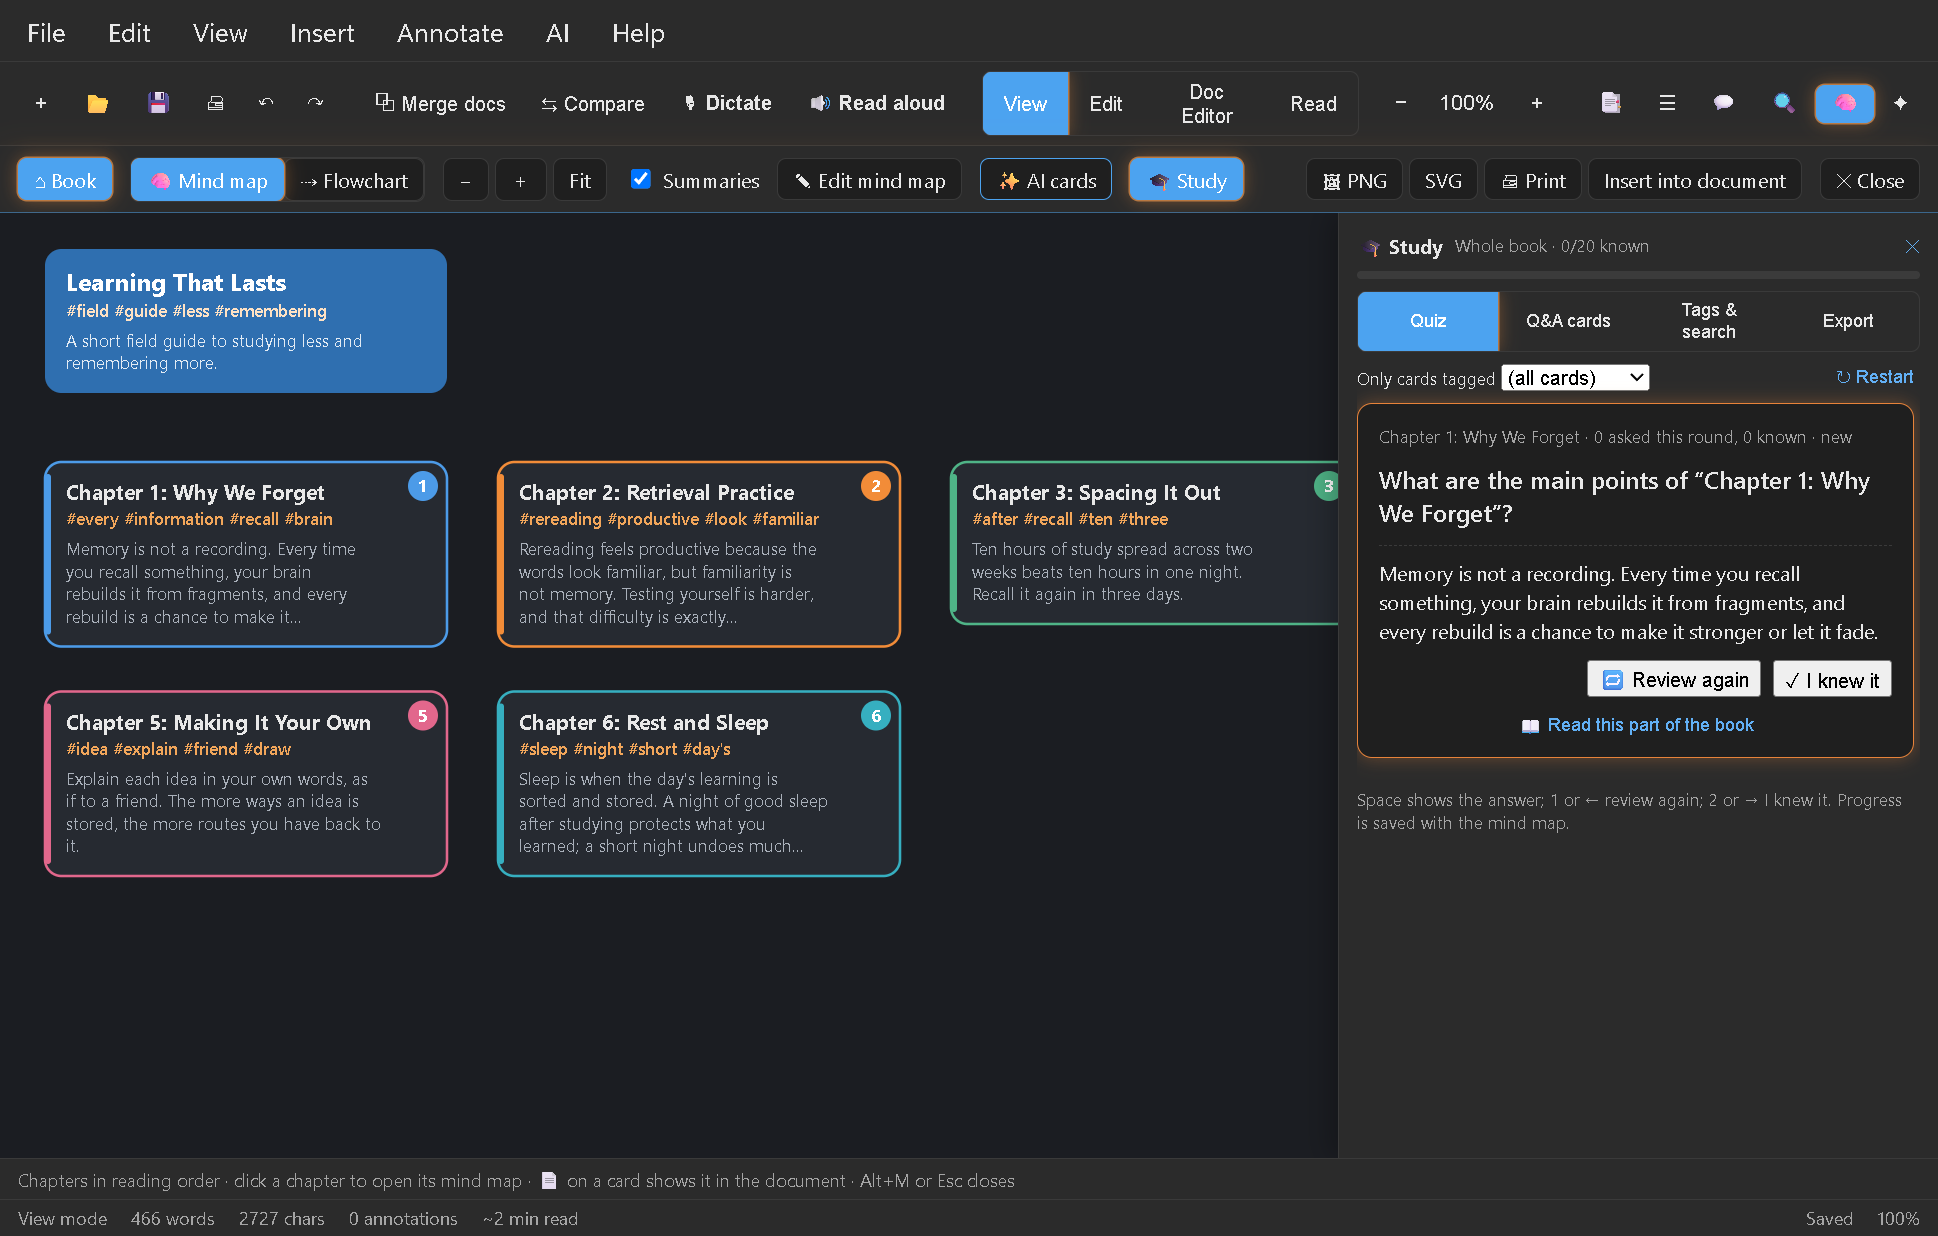 File Edit View Insert Annotate AI Help
+ Merge docs Compare Dictate Read aloud View Edit Doc Editor Read − 100% +
Book Mind map Flowchart − + Fit Summaries Edit mind map AI cards Study PNG SVG Print Insert into document Close
Learning That Lasts
#field #guide #less #remembering
A short field guide to studying less and
remembering more.
Chapter 1: Why We Forget 1
#every #information #recall #brain
Memory is not a recording. Every time
you recall something, your brain
rebuilds it from fragments, and every
rebuild is a chance to make it...
Chapter 2: Retrieval Practice 2
#rereading #productive #look #familiar
Rereading feels productive because the
words look familiar, but familiarity is
not memory. Testing yourself is harder,
and that difficulty is exactly...
Chapter 3: Spacing It Out 3
#after #recall #ten #three
Ten hours of study spread across two
weeks beats ten hours in one night.
Recall it again in three days.
Chapter 5: Making It Your Own 5
#idea #explain #friend #draw
Explain each idea in your own words, as
if to a friend. The more ways an idea is
stored, the more routes you have back to
it.
Chapter 6: Rest and Sleep 6
#sleep #night #short #day's
Sleep is when the day's learning is
sorted and stored. A night of good sleep
after studying protects what you
learned; a short night undoes much...
Study Whole book · 0/20 known
Quiz Q&A cards Tags & search Export
Only cards tagged (all cards) ↻ Restart
Chapter 1: Why We Forget · 0 asked this round, 0 known · new
What are the main points of “Chapter 1: Why
We Forget”?
Memory is not a recording. Every time you recall
something, your brain rebuilds it from fragments, and
every rebuild is a chance to make it stronger or let it fade.
Review again ✓ I knew it
Read this part of the book
Space shows the answer; 1 or ← review again; 2 or → I knew it. Progress
is saved with the mind map.
Chapters in reading order · click a chapter to open its mind map · on a card shows it in the document · Alt+M or Esc closes
View mode 466 words 2727 chars 0 annotations ~2 min read Saved 100%